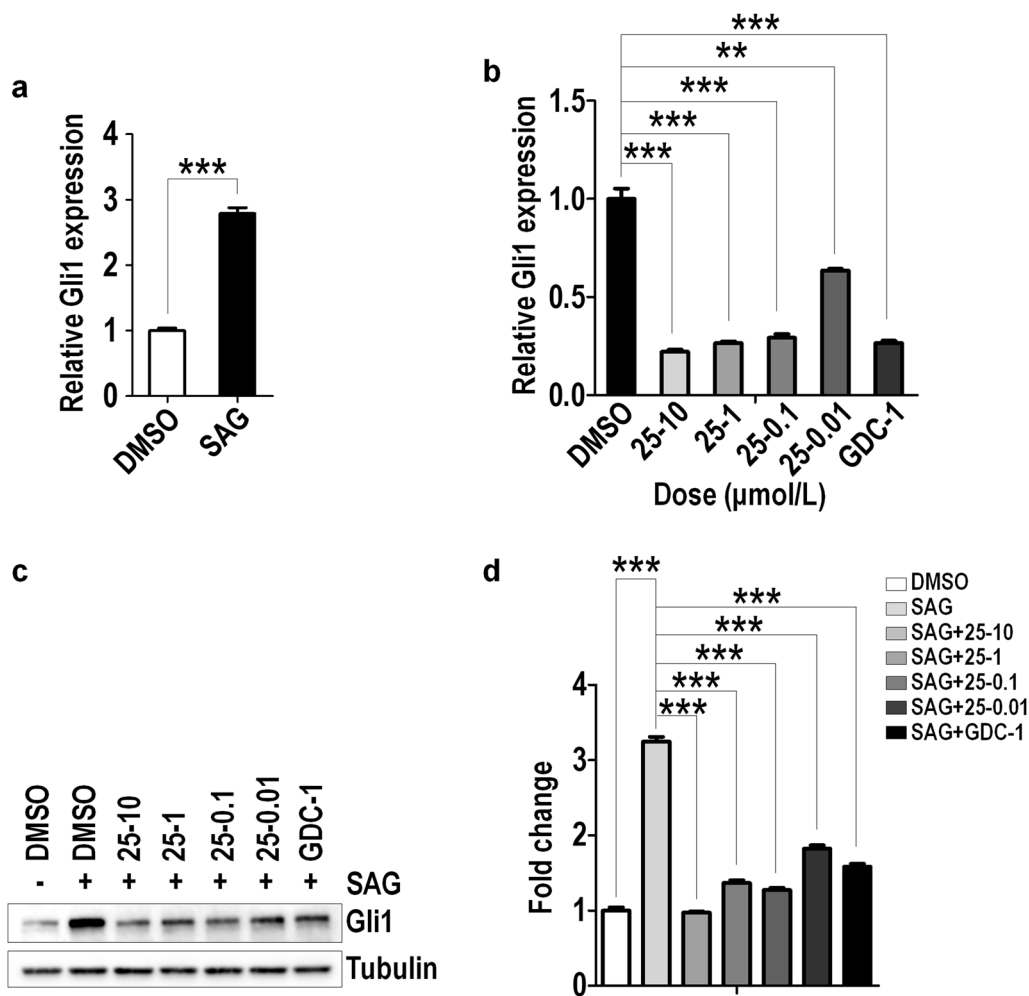 a
Relative Gli1 expression
4
3
2
1
0
***
DMSO
SAG
b
Relative Gli1 expression
1.5
1.0
0.5
0.0
***
**
***
***
***
DMSO
25-10
25-1
25-0.1
25-0.01
GDC-1
Dose (µmol/L)
c
DMSO
DMSO
25-10
25-1
25-0.1
25-0.01
GDC-1
- + + + + + + SAG
Gli1
Tubulin
d
Fold change
4
3
2
1
0
***
***
***
***
***
***
DMSO
SAG
SAG+25-10
SAG+25-1
SAG+25-0.1
SAG+25-0.01
SAG+GDC-1